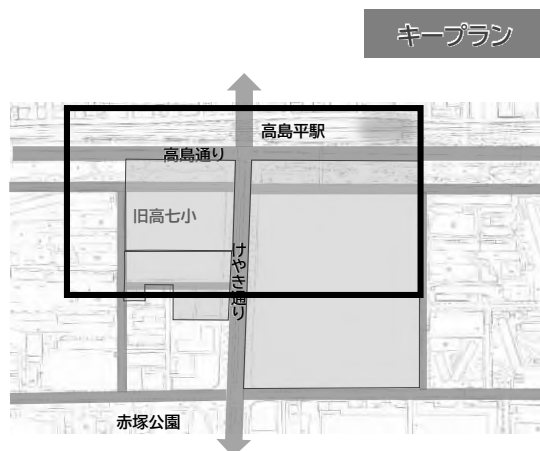 キープラン
高島平駅
高島通り
旧高七小
けやき通り
赤塚公園